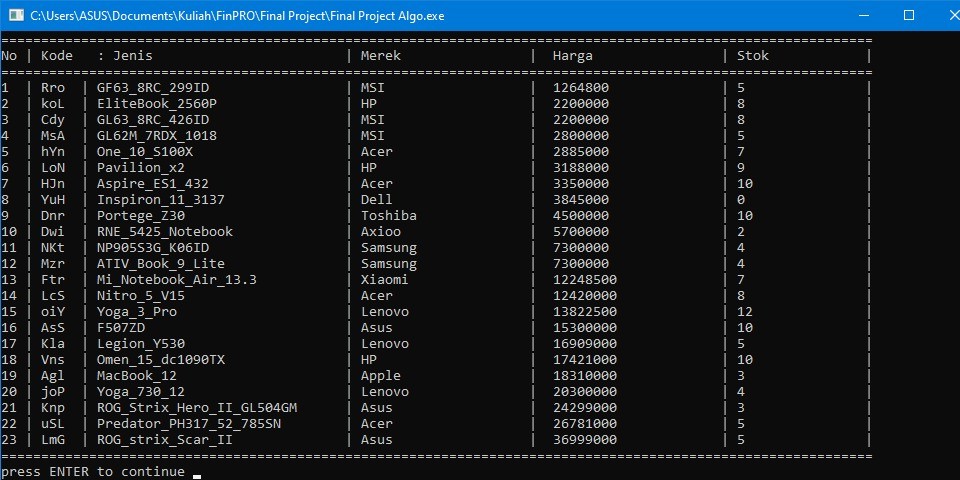 C:\Users\ASUS\Documents\Kuliah\FinPRO\Final Project\Final Project Algo.exe
=============================================================================================================
No | Kode   : Jenis                          | Merek                |  Harga                | Stok            |
=============================================================================================================
1  | Rro  | GF63_8RC_299ID                 | MSI                  |  1264800              | 5               |
2  | koL  | EliteBook_2560P                | HP                   |  2200000              | 8               |
3  | Cdy  | GL63_8RC_426ID                 | MSI                  |  2200000              | 8               |
4  | MsA  | GL62M_7RDX_1018                | MSI                  |  2800000              | 5               |
5  | hYn  | One_10_S100X                   | Acer                 |  2885000              | 7               |
6  | LoN  | Pavilion_x2                    | HP                   |  3188000              | 9               |
7  | HJn  | Aspire_ES1_432                 | Acer                 |  3350000              | 10              |
8  | YuH  | Inspiron_11_3137               | Dell                 |  3845000              | 0               |
9  | Dnr  | Portege_Z30                    | Toshiba              |  4500000              | 10              |
10 | Dwi  | RNE_5425_Notebook              | Axioo                |  5700000              | 2               |
11 | NKt  | NP905S3G_K06ID                 | Samsung              |  7300000              | 4               |
12 | Mzr  | ATIV_Book_9_Lite               | Samsung              |  7300000              | 4               |
13 | Ftr  | Mi_Notebook_Air_13.3           | Xiaomi               |  12248500             | 7               |
14 | LcS  | Nitro_5_V15                    | Acer                 |  12420000             | 8               |
15 | oiY  | Yoga_3_Pro                     | Lenovo               |  13822500             | 12              |
16 | AsS  | F507ZD                         | Asus                 |  15300000             | 10              |
17 | Kla  | Legion_Y530                    | Lenovo               |  16909000             | 5               |
18 | Vns  | Omen_15_dc1090TX               | HP                   |  17421000             | 10              |
19 | Agl  | MacBook_12                     | Apple                |  18310000             | 3               |
20 | joP  | Yoga_730_12                    | Lenovo               |  20300000             | 4               |
21 | Knp  | ROG_Strix_Hero_II_GL504GM      | Asus                 |  24299000             | 3               |
22 | uSL  | Predator_PH317_52_785SN        | Acer                 |  26781000             | 5               |
23 | LmG  | ROG_strix_Scar_II              | Asus                 |  36999000             | 5               |
=============================================================================================================
press ENTER to continue